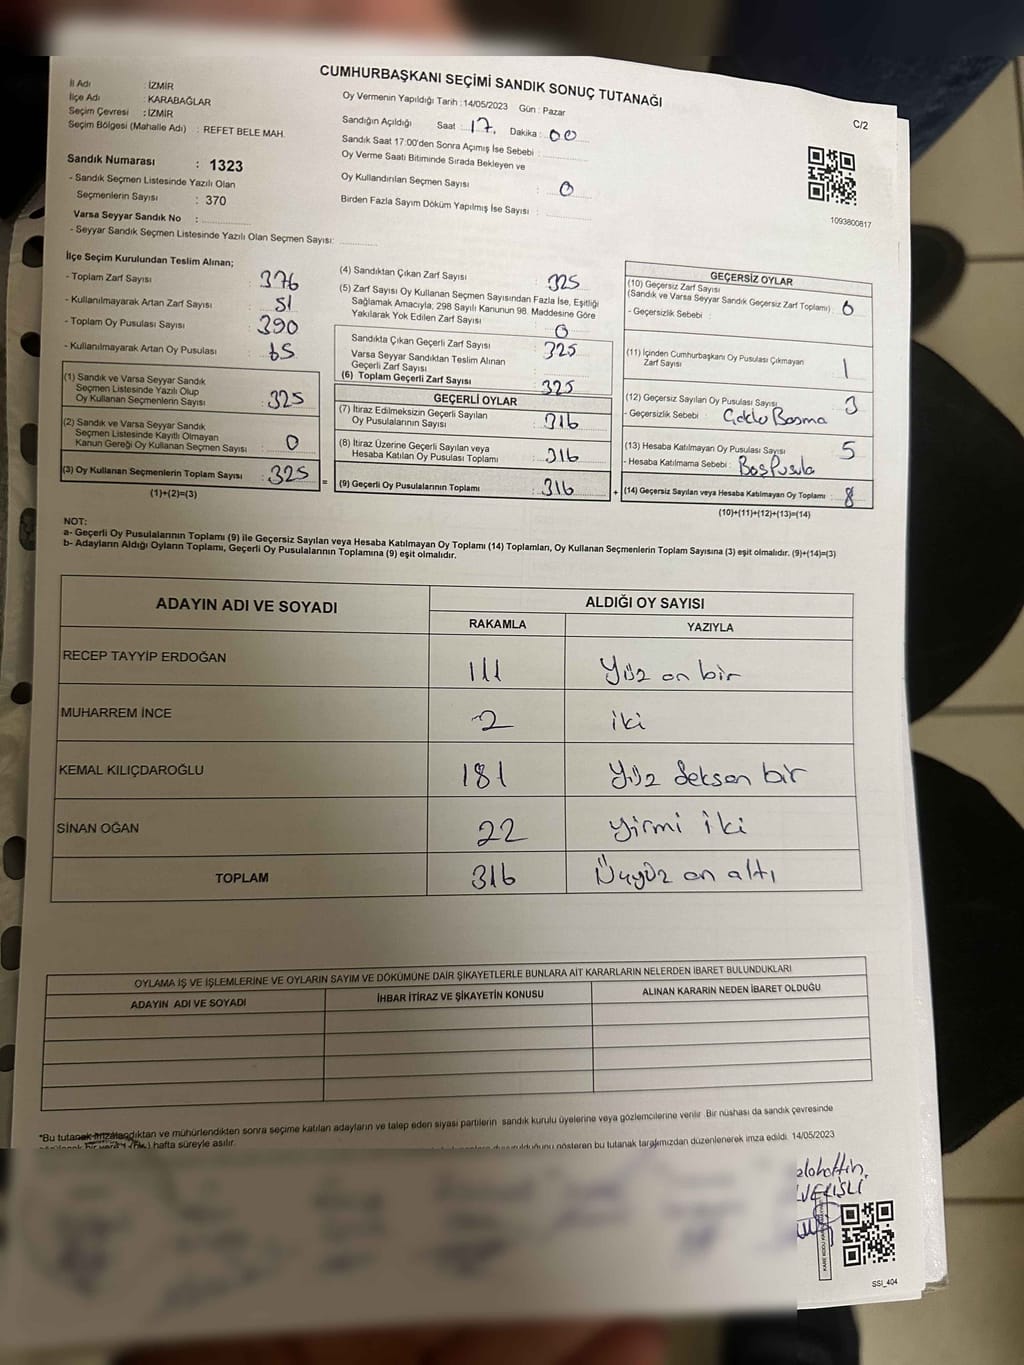 CUMHURBAŞKANI SEÇİMİ SANDIK SONUÇ TUTANAĞI
C/2
İl Adı : İZMİR
İlçe Adı : KARABAĞLAR
Seçim Çevresi : İZMİR
Seçim Bölgesi (Mahalle Adı) : REFET BELE MAH.
Sandık Numarası : 1323
- Sandık Seçmen Listesinde Yazılı Olan
Seçmenlerin Sayısı : 370
Varsa Seyyar Sandık No :
- Seyyar Sandık Seçmen Listesinde Yazılı Olan Seçmen Sayısı:
Oy Vermenin Yapıldığı Tarih :14/05/2023 Gün : Pazar
Sandığın Açıldığı Saat : 17. Dakika : 00
Sandık Saat 17:00'den Sonra Açımış İse Sebebi :
Oy Verme Saati Bitiminde Sırada Bekleyen ve
Oy Kullandırılan Seçmen Sayısı : 0
Birden Fazla Sayım Döküm Yapılmış İse Sayısı :
1093800817
İlçe Seçim Kurulundan Teslim Alınan;
- Toplam Zarf Sayısı : 376
- Kullanılmayarak Artan Zarf Sayısı : 51
- Toplam Oy Pusulası Sayısı : 390
- Kullanılmayarak Artan Oy Pusulası : 65
(1) Sandık ve Varsa Seyyar Sandık
Seçmen Listesinde Yazılı Olup
Oy Kullanan Seçmenlerin Sayısı : 325
(2) Sandık ve Varsa Seyyar Sandık
Seçmen Listesinde Kayıtlı Olmayan
Kanun Gereği Oy Kullanan Seçmen Sayısı : 0
(3) Oy Kullanan Seçmenlerin Toplam Sayısı : 325
(1)+(2)=(3)
=
(4) Sandıktan Çıkan Zarf Sayısı : 325
(5) Zarf Sayısı Oy Kullanan Seçmen Sayısından Fazla İse, Eşitliği
Sağlamak Amacıyla; 298 Sayılı Kanunun 98. Maddesine Göre
Yakılarak Yok Edilen Zarf Sayısı : 0
Sandıkta Çıkan Geçerli Zarf Sayısı : 325
Varsa Seyyar Sandıktan Teslim Alınan
Geçerli Zarf Sayısı :
(6) Toplam Geçerli Zarf Sayısı : 325
GEÇERLİ OYLAR
(7) İtiraz Edilmeksizin Geçerli Sayılan
Oy Pusulalarının Sayısı : 316
(8) İtiraz Üzerine Geçerli Sayılan veya
Hesaba Katılan Oy Pusulaları Toplamı : 316
(9) Geçerli Oy Pusulalarının Toplamı : 316
+
GEÇERSİZ OYLAR
(10) Geçersiz Zarf Sayısı
(Sandık ve Varsa Seyyar Sandık Geçersiz Zarf Toplamı) : 0
- Geçersizlik Sebebi :
(11) İçinden Cumhurbaşkanı Oy Pusulası Çıkmayan
Zarf Sayısı : 1
(12) Geçersiz Sayılan Oy Pusulası Sayısı : 3
- Geçersizlik Sebebi : Çoklu Basma
(13) Hesaba Katılmayan Oy Pusulası Sayısı : 5
- Hesaba Katılmama Sebebi : Boş Pusula
(14) Geçersiz Sayılan veya Hesaba Katılmayan Oy Toplamı : 8
(10)+(11)+(12)+(13)=(14)
NOT:
a- Geçerli Oy Pusulalarının Toplamı (9) ile Geçersiz Sayılan veya Hesaba Katılmayan Oy Toplamı (14) Toplamları, Oy Kullanan Seçmenlerin Toplam Sayısına (3) eşit olmalıdır. (9)+(14)=(3)
b- Adayların Aldığı Oyların Toplamı, Geçerli Oy Pusulalarının Toplamına (9) eşit olmalıdır.
ADAYIN ADI VE SOYADI ALDIĞI OY SAYISI
RAKAMLA YAZIYLA
RECEP TAYYİP ERDOĞAN 111 Yüz on bir
MUHARREM İNCE 2 iki
KEMAL KILIÇDAROĞLU 181 Yüz seksen bir
SİNAN OĞAN 22 yirmi iki
TOPLAM 316 Üçyüz on altı
OYLAMA İŞ VE İŞLEMLERİNE VE OYLARIN SAYIM VE DÖKÜMÜNE DAİR ŞİKAYETLERLE BUNLARA AİT KARARLARIN NELERDEN İBARET BULUNDUKLARI
ADAYIN ADI VE SOYADI İHBAR İTİRAZ VE ŞİKAYETİN KONUSU ALINAN KARARIN NEDEN İBARET OLDUĞU
*Bu tutanak imzalandıktan ve mühürlendikten sonra seçime katılan adayların ve talep eden siyasi partilerin sandık kurulu üyelerine veya gözlemcilerine verilir. Bir nüshası da sandık çevresinde
hafta süreyle asılır.
gösteren bu tutanak tarafımızdan düzenlenerek imza edildi. 14/05/2023
SSI_404